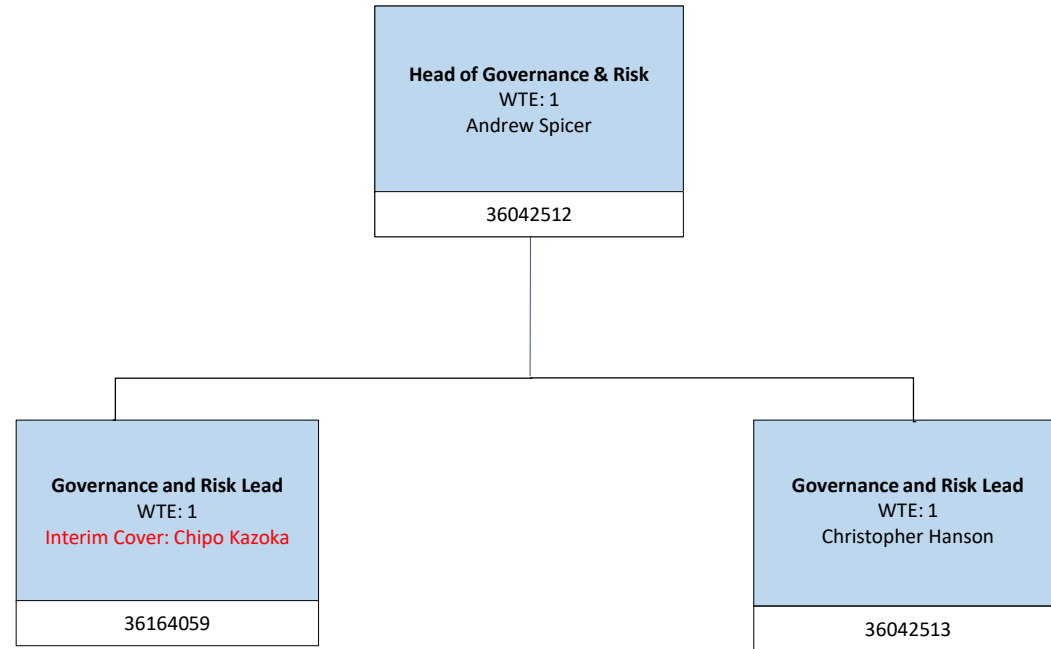 Head of Governance & Risk
WTE: 1
Andrew Spicer
36042512
Governance and Risk Lead
WTE: 1
Interim Cover: Chipo Kazoka
36164059
Governance and Risk Lead
WTE: 1
Christopher Hanson
36042513